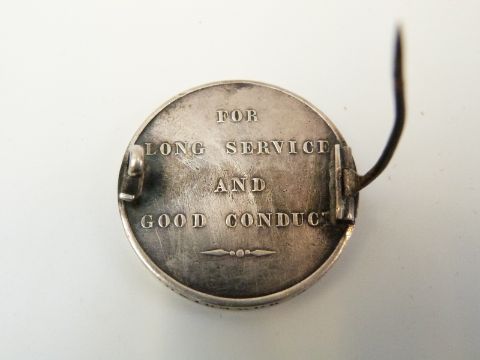 FOR
LONG SERVICE
AND
GOOD CONDUCT